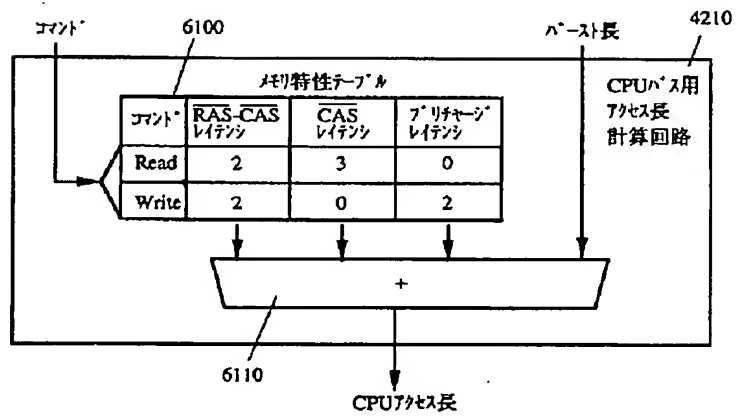 コマンド
6100
バースト長
4210
メモリ特性テーブル
CPUバス用
アクセス長
計算回路
コマンド
RAS-CAS
レイテンシ
CAS
レイテンシ
プリチャージ
レイテンシ
Read
2
3
0
Write
2
0
2
+
6110
CPUアクセス長